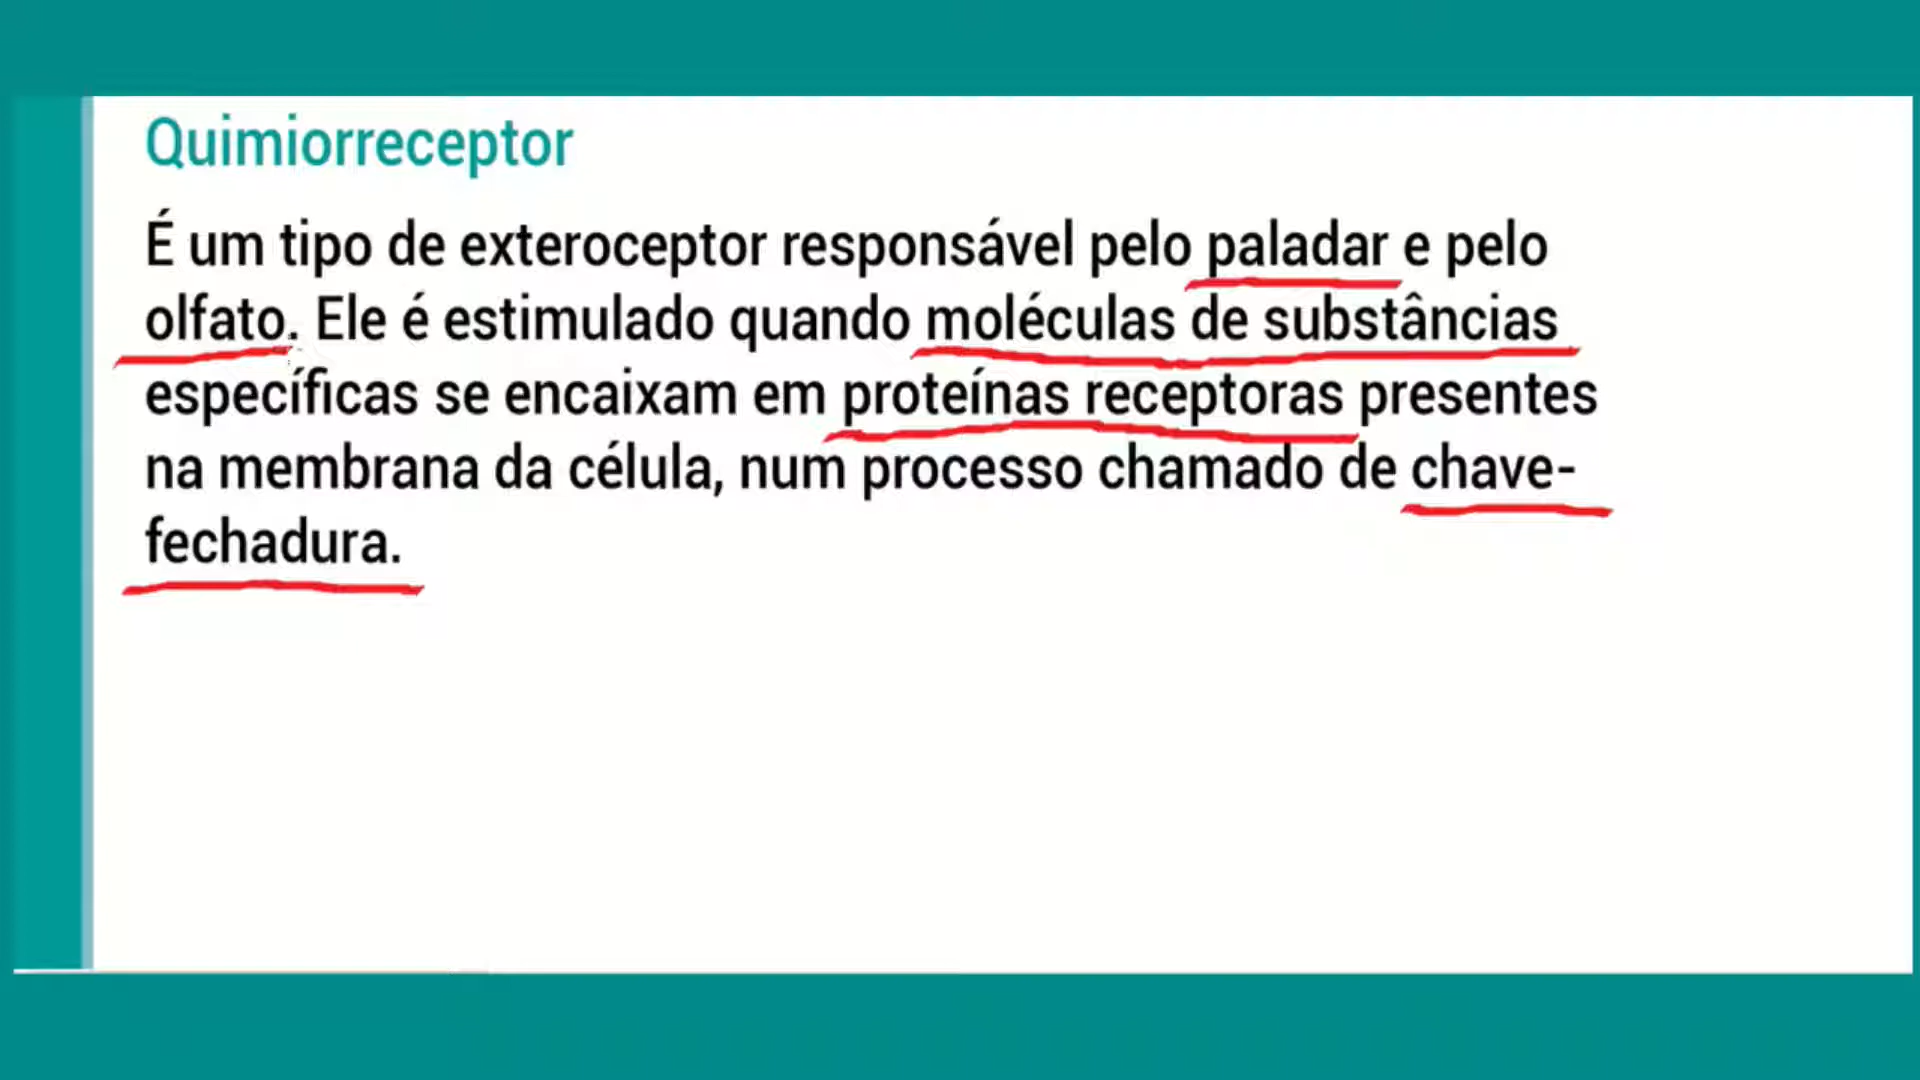 Quimiorreceptor
É um tipo de exteroceptor responsável pelo paladar e pelo
olfato. Ele é estimulado quando moléculas de substâncias
específicas se encaixam em proteínas receptoras presentes
na membrana da célula, num processo chamado de chave-
fechadura.